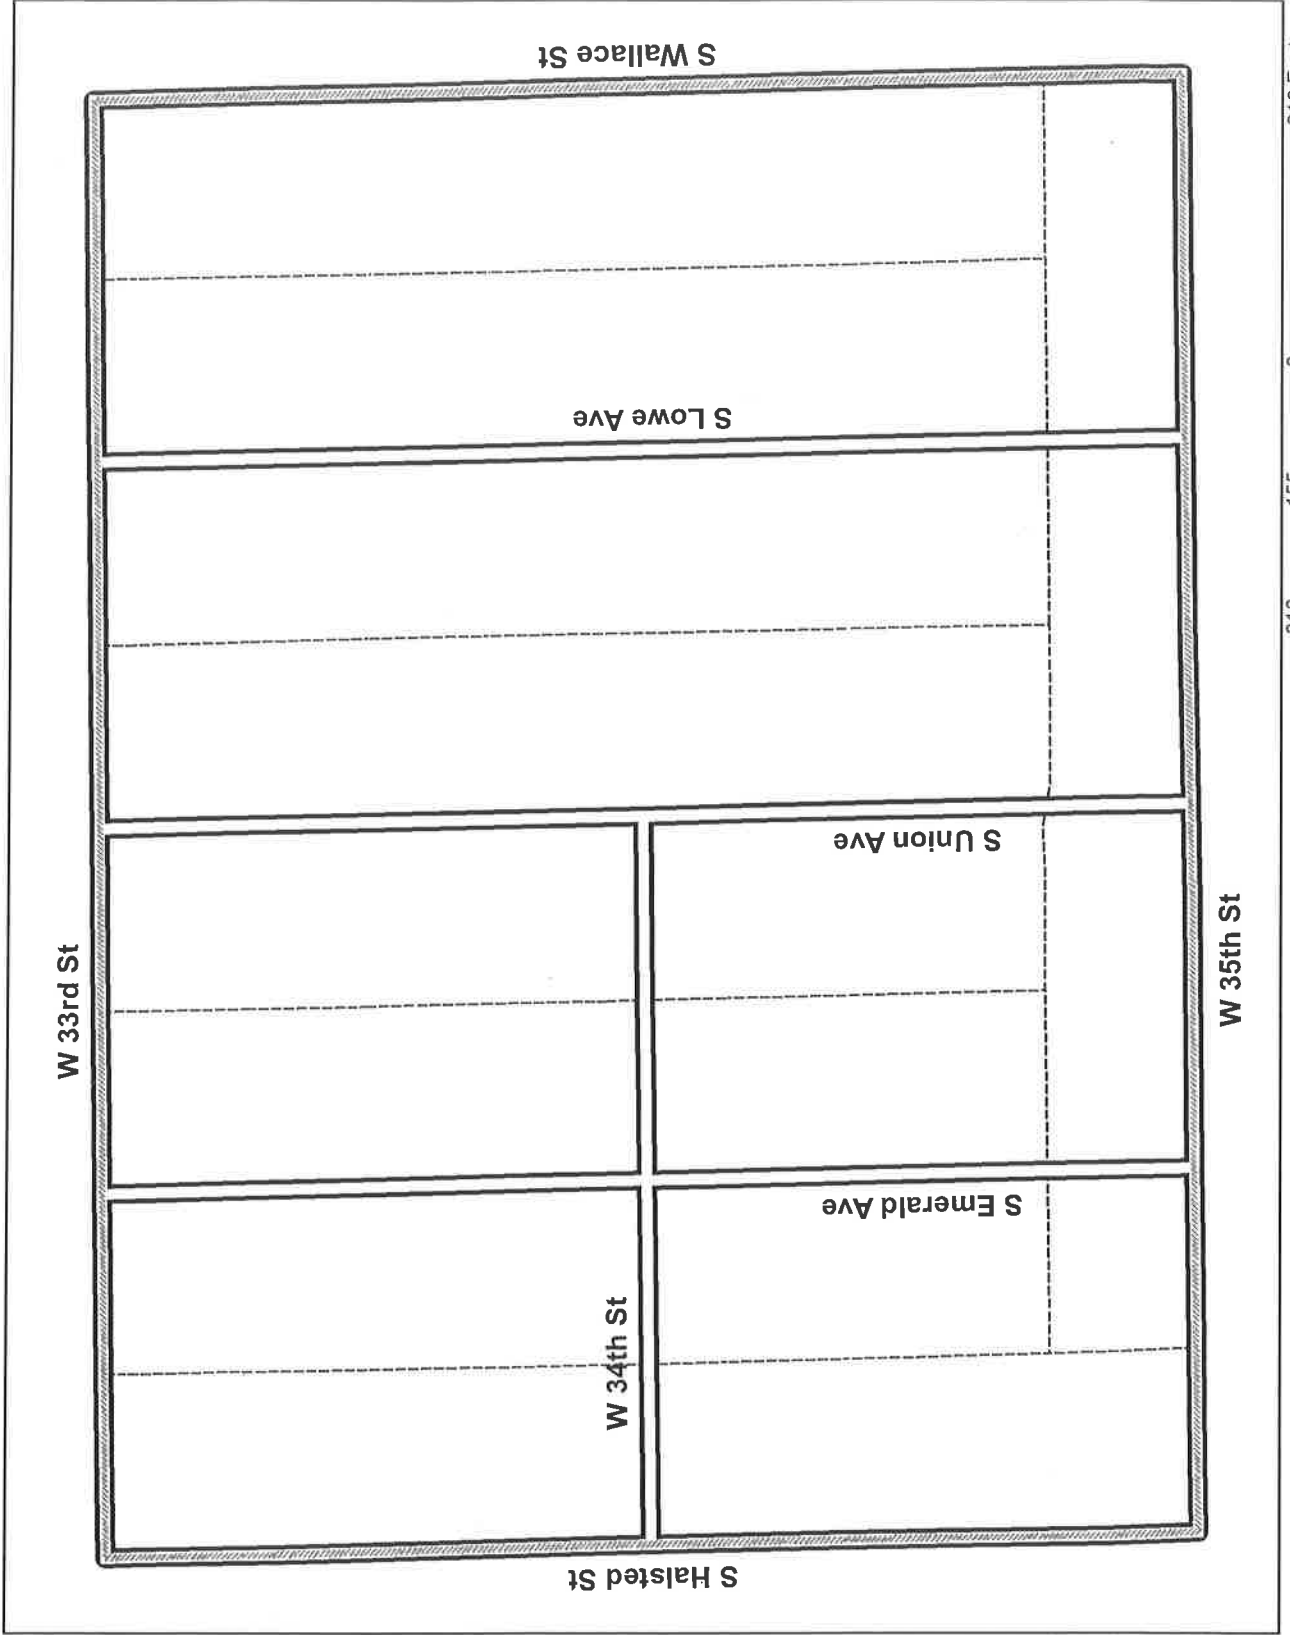 S Wallace St
S Lowe Ave
W 33rd St
S Union Ave
W 35th St
S Emerald Ave
W 34th St
S Halsted St